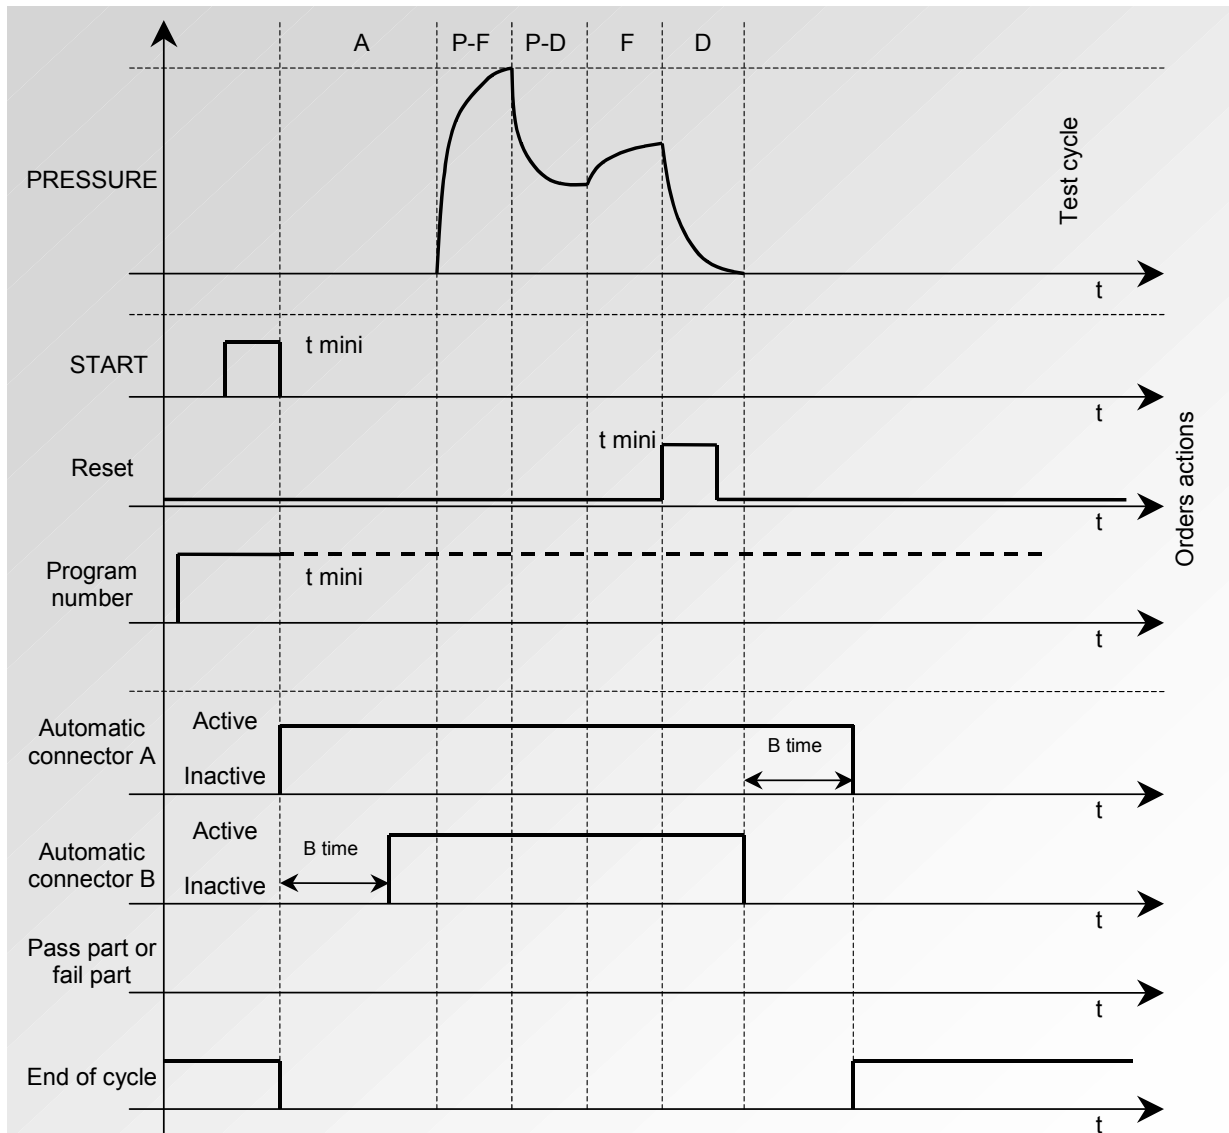 A P-F P-D F D
PRESSURE
Test cycle
t
START
t mini
t
Reset
t mini
t
Orders actions
Program
number
t mini
t
Automatic
connector A
Active
Inactive
B time
t
Automatic
connector B
Active
Inactive
B time
t
Pass part or
fail part
t
End of cycle
t